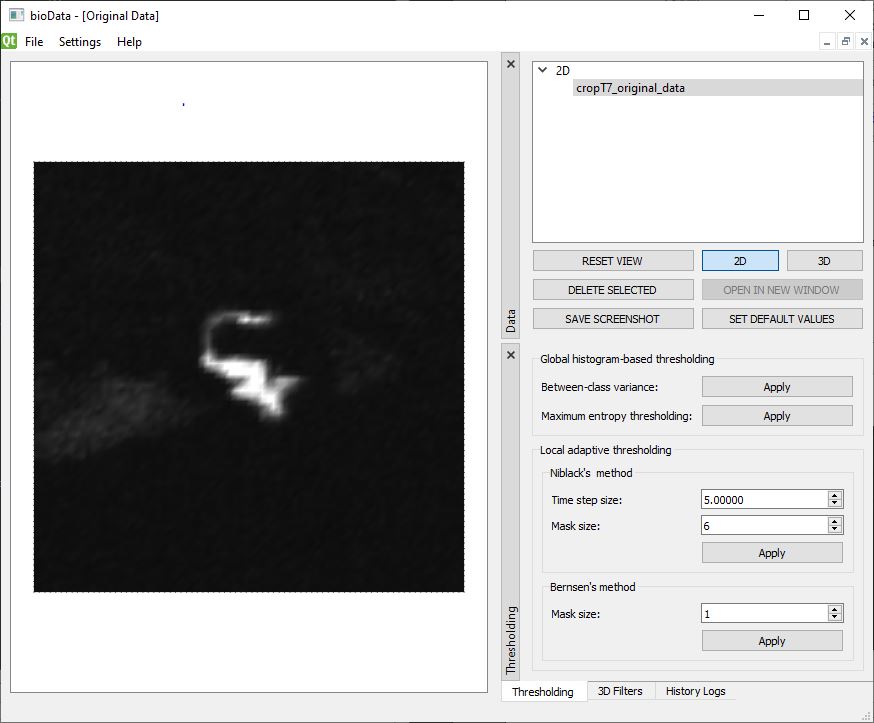 bioData - [Original Data]
Qt File Settings Help
Data
2D
cropT7_original_data
RESET VIEW 2D 3D
DELETE SELECTED OPEN IN NEW WINDOW
SAVE SCREENSHOT SET DEFAULT VALUES
Thresholding
Global histogram-based thresholding
Between-class variance: Apply
Maximum entropy thresholding: Apply
Local adaptive thresholding
Niblack's method
Time step size: 5.00000
Mask size: 6
Apply
Bernsen's method
Mask size: 1
Apply
Thresholding 3D Filters History Logs